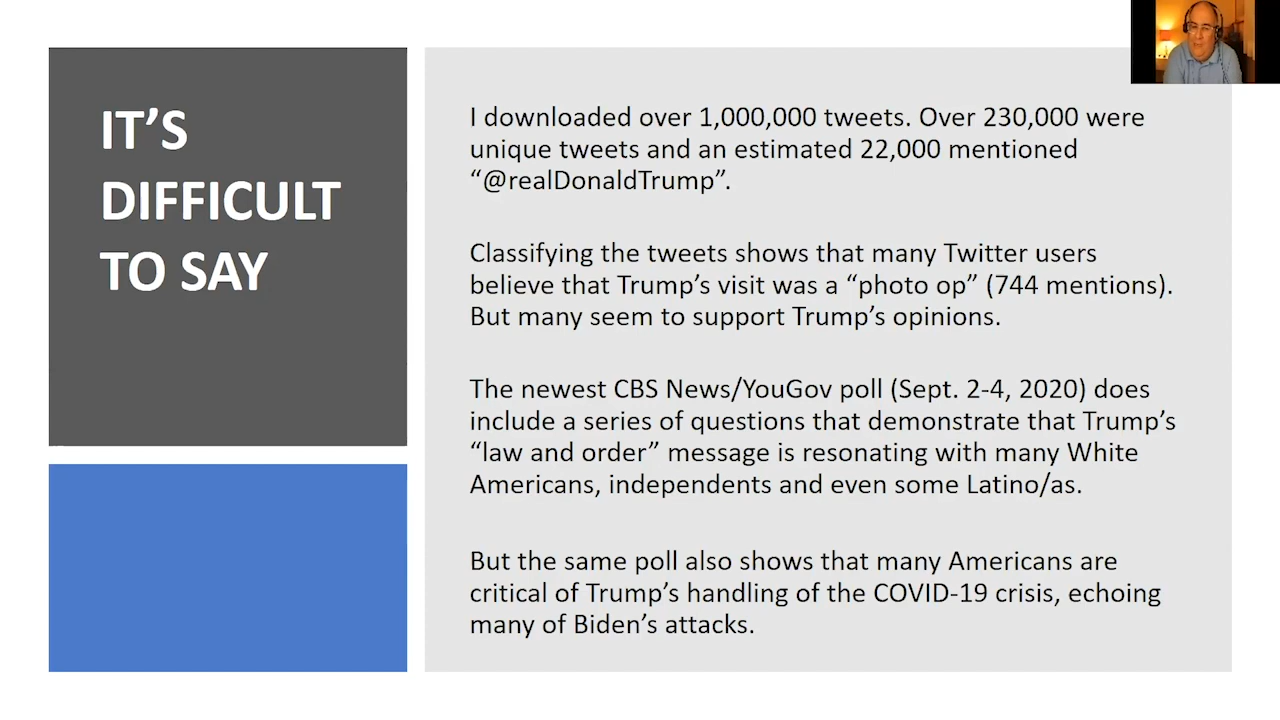 IT’S
DIFFICULT
TO SAY
I downloaded over 1,000,000 tweets. Over 230,000 were
unique tweets and an estimated 22,000 mentioned
“@realDonaldTrump”.
Classifying the tweets shows that many Twitter users
believe that Trump’s visit was a “photo op” (744 mentions).
But many seem to support Trump’s opinions.
The newest CBS News/YouGov poll (Sept. 2-4, 2020) does
include a series of questions that demonstrate that Trump’s
“law and order” message is resonating with many White
Americans, independents and even some Latino/as.
But the same poll also shows that many Americans are
critical of Trump’s handling of the COVID-19 crisis, echoing
many of Biden’s attacks.